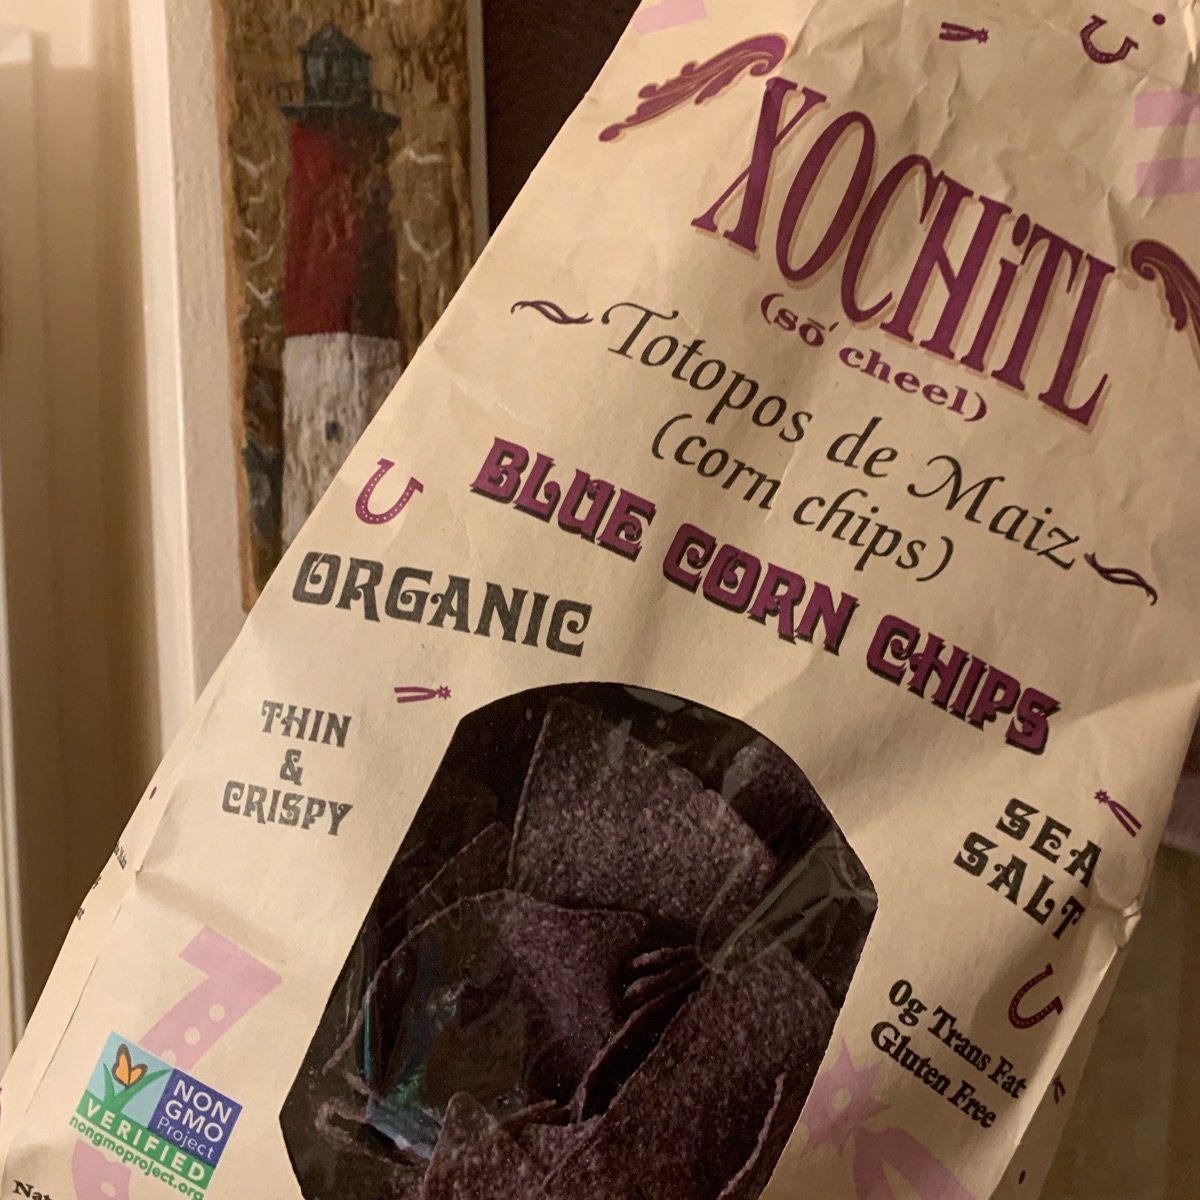 XOCHiTL
(sō′ cheel)
Totopos de Maiz
(corn chips)
BLUE CORN CHIPS
ORGANIC
THIN
&
CRISPY
SEA
SALT
0g Trans Fat
Gluten Free
NON
GMO
Project
VERIFIED
nongmoproject.org